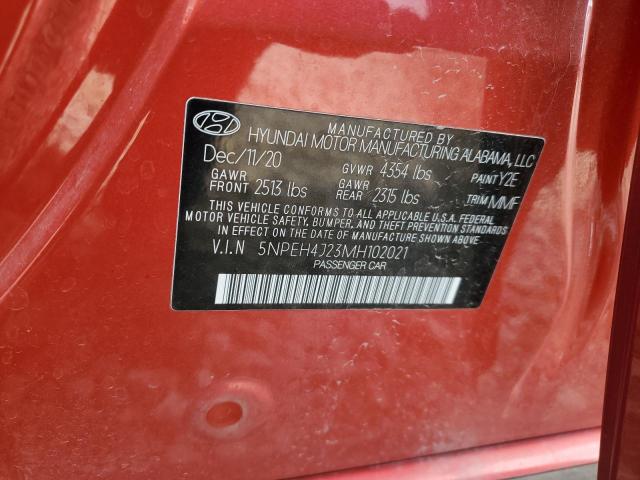 MANUFACTURED BY
HYUNDAI MOTOR MANUFACTURING ALABAMA, LLC
Dec/11/20 GVWR 4354 lbs PAINT Y2E
GAWR FRONT 2513 lbs GAWR REAR 2315 lbs TRIM MMF
THIS VEHICLE CONFORMS TO ALL APPLICABLE U.S.A. FEDERAL
MOTOR VEHICLE SAFETY, BUMPER, AND THEFT PREVENTION STANDARDS
IN EFFECT ON THE DATE OF MANUFACTURE SHOWN ABOVE.
V.I.N 5NPEH4J23MH102021
PASSENGER CAR